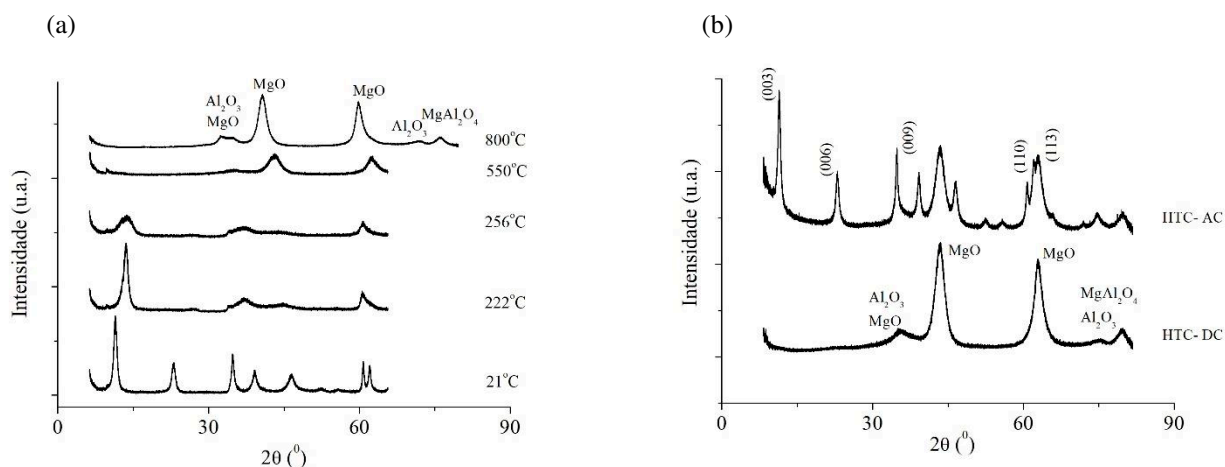 (a)
Intensidade (u.a.)
MgO
MgO
Al₂O₃
MgO
Al₂O₃
MgAl₂O₄
800°C
550°C
256°C
222°C
21°C
0
30
60
90
2θ (⁰)
(b)
Intensidade (u.a.)
(003)
(006)
(009)
(110)
(113)
HTC- AC
MgO
MgO
Al₂O₃
MgO
MgAl₂O₄
Al₂O₃
HTC- DC
0
30
60
90
2θ (⁰)